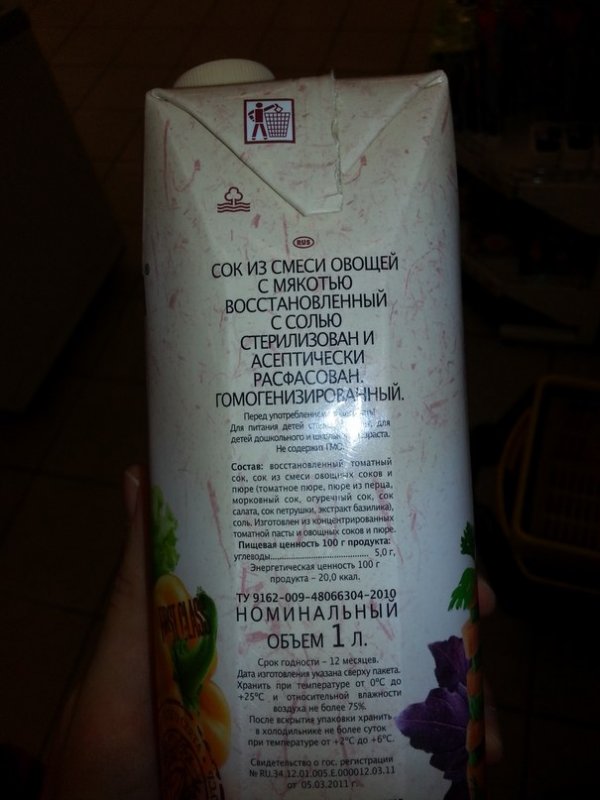 RUS
СОК ИЗ СМЕСИ ОВОЩЕЙ
С МЯКОТЬЮ
ВОССТАНОВЛЕННЫЙ
С СОЛЬЮ
СТЕРИЛИЗОВАН И
АСЕПТИЧЕСКИ
РАСФАСОВАН.
ГОМОГЕНИЗИРОВАННЫЙ.
Перед употреблением
Для питания детей для
детей дошкольного и
Не содержит ГМО.
Состав: восстановленный томатный
сок, сок из смеси овощных соков и
пюре (томатное пюре, пюре из перца,
морковный сок, огуречный сок, сок
салата, сок петрушки, экстракт базилика),
соль. Изготовлен из концентрированных
томатной пасты и овощных соков и пюре.
Пищевая ценность 100 г продукта:
углеводы........................................ 5,0 г,
Энергетическая ценность 100 г
продукта – 20,0 ккал.
ТУ 9162-009-48066304-2010
НОМИНАЛЬНЫЙ
ОБЪЕМ 1 Л.
Срок годности – 12 месяцев.
Дата изготовления указана сверху пакета.
Хранить при температуре от 0°С до
+25°С и относительной влажности
воздуха не более 75%.
После вскрытия упаковки хранить
в холодильнике не более суток
при температуре от +2°С до +6°С.
Свидетельство о гос. регистрации
№ RU.34.12.01.005.Е.000012.03.11
от 05.03.2011 г.